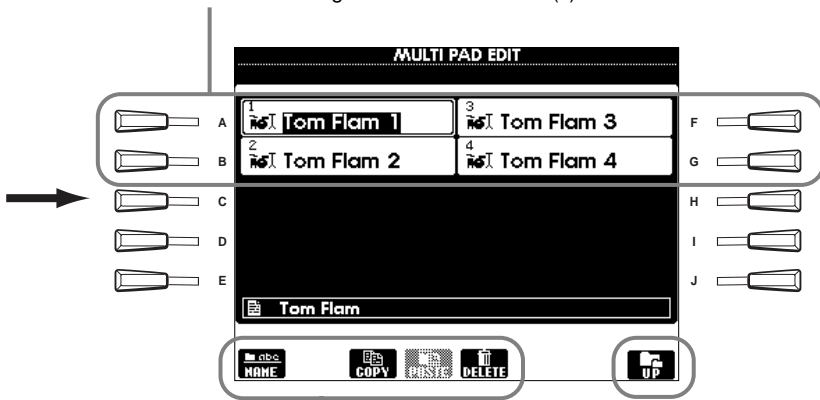 MULTI PAD EDIT
A 1 Tom Flam 1 3 Tom Flam 3 F
B 2 Tom Flam 2 4 Tom Flam 4 G
C H
D I
E J
Tom Flam
abc
NAME COPY PASTE DELETE UP